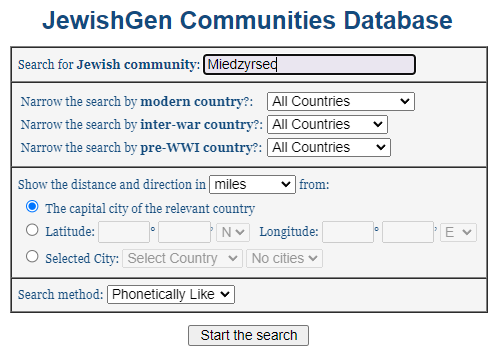 JewishGen Communities Database
Search for Jewish community: Miedzyrsec
Narrow the search by modern country?: All Countries
Narrow the search by inter-war country?: All Countries
Narrow the search by pre-WWI country?: All Countries
Show the distance and direction in miles from:
The capital city of the relevant country
Latitude: ° ' N Longitude: ° ' E
Selected City: Select Country No cities
Search method: Phonetically Like
Start the search